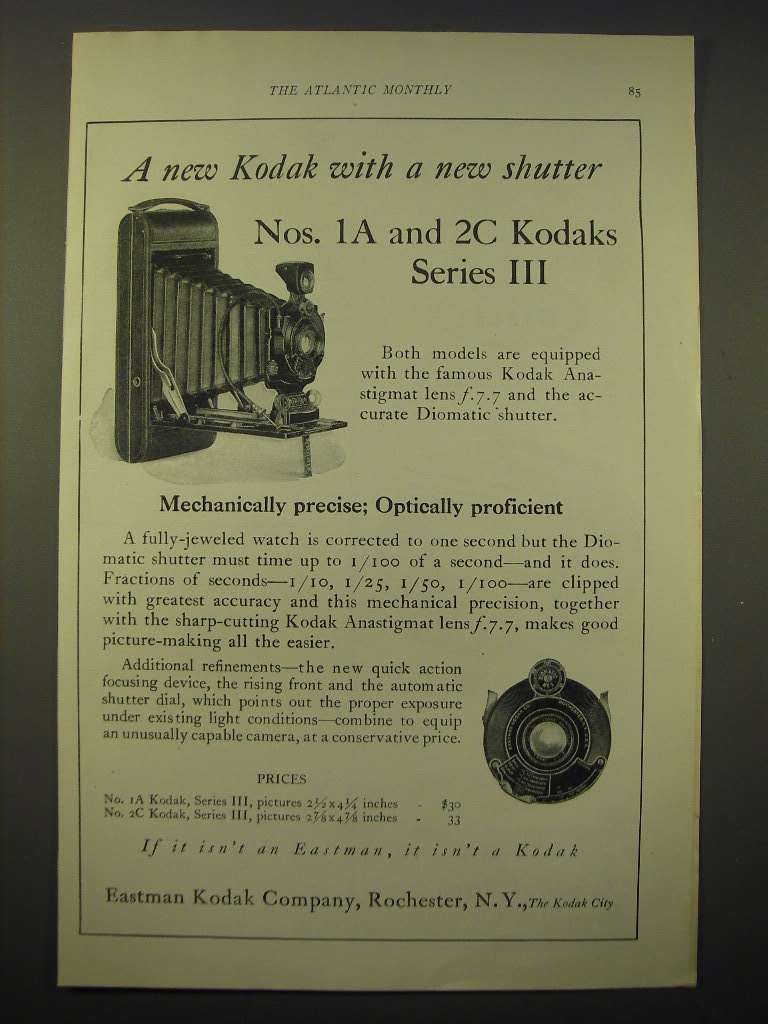 THE ATLANTIC MONTHLY 85
A new Kodak with a new shutter
Nos. 1A and 2C Kodaks
Series III
Both models are equipped
with the famous Kodak Ana-
stigmat lens f.7.7 and the ac-
curate Diomatic shutter.
Mechanically precise; Optically proficient
A fully-jeweled watch is corrected to one second but the Dio-
matic shutter must time up to 1/100 of a second—and it does.
Fractions of seconds—1/10, 1/25, 1/50, 1/100—are clipped
with greatest accuracy and this mechanical precision, together
with the sharp-cutting Kodak Anastigmat lens f.7.7, makes good
picture-making all the easier.
Additional refinements—the new quick action
focusing device, the rising front and the automatic
shutter dial, which points out the proper exposure
under existing light conditions—combine to equip
an unusually capable camera, at a conservative price.
PRICES
No. 1A Kodak, Series III, pictures 2½ x 4¼ inches - $30
No. 2C Kodak, Series III, pictures 2⅞ x 4⅞ inches - 33
If it isn't an Eastman, it isn't a Kodak
Eastman Kodak Company, Rochester, N. Y., The Kodak City